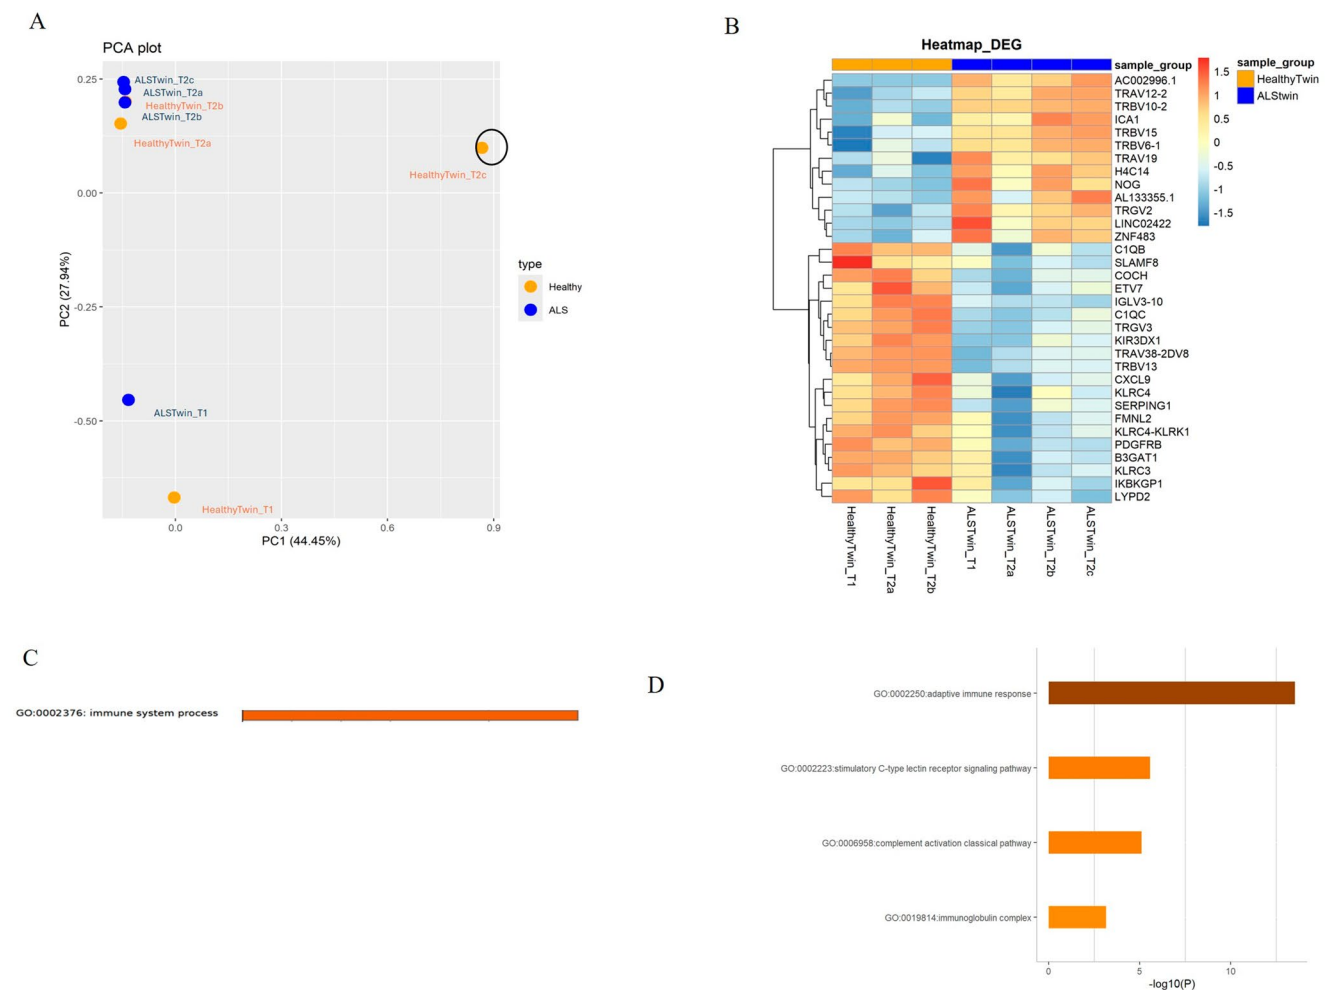 A
PCA plot
0.25
0.00
-0.25
-0.50
PC2 (27.94%)
ALSTwin_T2c
ALSTwin_T2a
HealthyTwin_T2b
ALSTwin_T2b
HealthyTwin_T2a
HealthyTwin_T2c
ALSTwin_T1
HealthyTwin_T1
0.0
0.3
0.6
0.9
PC1 (44.45%)
type
Healthy
ALS
B
Heatmap_DEG
sample_group
AC002996.1
TRAV12-2
TRBV10-2
ICA1
TRBV15
TRBV6-1
TRAV19
H4C14
NOG
AL133355.1
TRGV2
LINC02422
ZNF483
C1QB
SLAMF8
COCH
ETV7
IGLV3-10
C1QC
TRGV3
KIR3DX1
TRAV38-2DV8
TRBV13
CXCL9
KLRC4
SERPING1
FMNL2
KLRC4-KLRK1
PDGFRB
B3GAT1
KLRC3
IKBKGP1
LYPD2
HealthyTwin_T1
HealthyTwin_T2a
HealthyTwin_T2b
ALSTwin_T1
ALSTwin_T2a
ALSTwin_T2b
ALSTwin_T2c
1.5
1
0.5
0
-0.5
-1
-1.5
sample_group
HealthyTwin
ALStwin
C
GO:0002376: immune system process
D
GO:0002250:adaptive immune response
GO:0002223:stimulatory C-type lectin receptor signaling pathway
GO:0006958:complement activation classical pathway
GO:0019814:immunoglobulin complex
0
5
10
-log10(P)